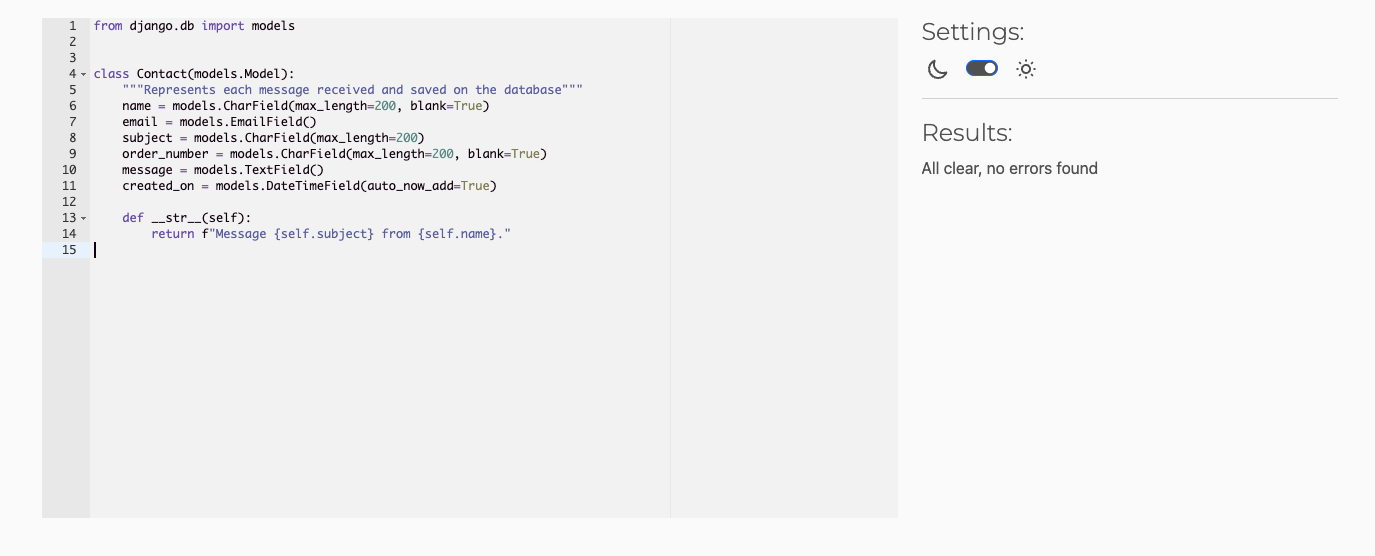 1 from django.db import models
2
3
4 class Contact(models.Model):
5     """Represents each message received and saved on the database"""
6     name = models.CharField(max_length=200, blank=True)
7     email = models.EmailField()
8     subject = models.CharField(max_length=200)
9     order_number = models.CharField(max_length=200, blank=True)
10     message = models.TextField()
11     created_on = models.DateTimeField(auto_now_add=True)
12
13     def __str__(self):
14         return f"Message {self.subject} from {self.name}."
15
Settings:
Results:
All clear, no errors found